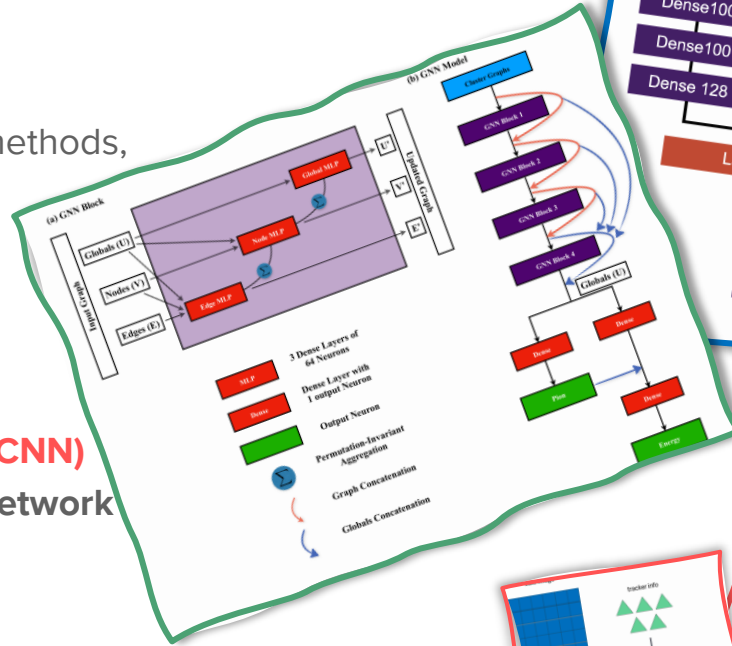 methods,
CNN)
etwork
(a) GNN Block
Input Graph
Globals (U)
Nodes (V)
Edges (E)
Edge MLP
Node MLP
Global MLP
Σ
Σ
U'
V'
E'
Updated Graph
MLP
3 Dense Layers of
64 Neurons
Dense
Dense Layer with
1 output Neuron
Output Neuron
Σ
Permutation-Invariant
Aggregation
Graph Concatenation
Globals Concatenation
(b) GNN Model
Cluster Graphs
GNN Block 1
GNN Block 2
GNN Block 3
GNN Block 4
Globals (U)
Dense
Dense
Pion
Dense
Energy
Dense100
Dense100
Dense 128
L
tracker info